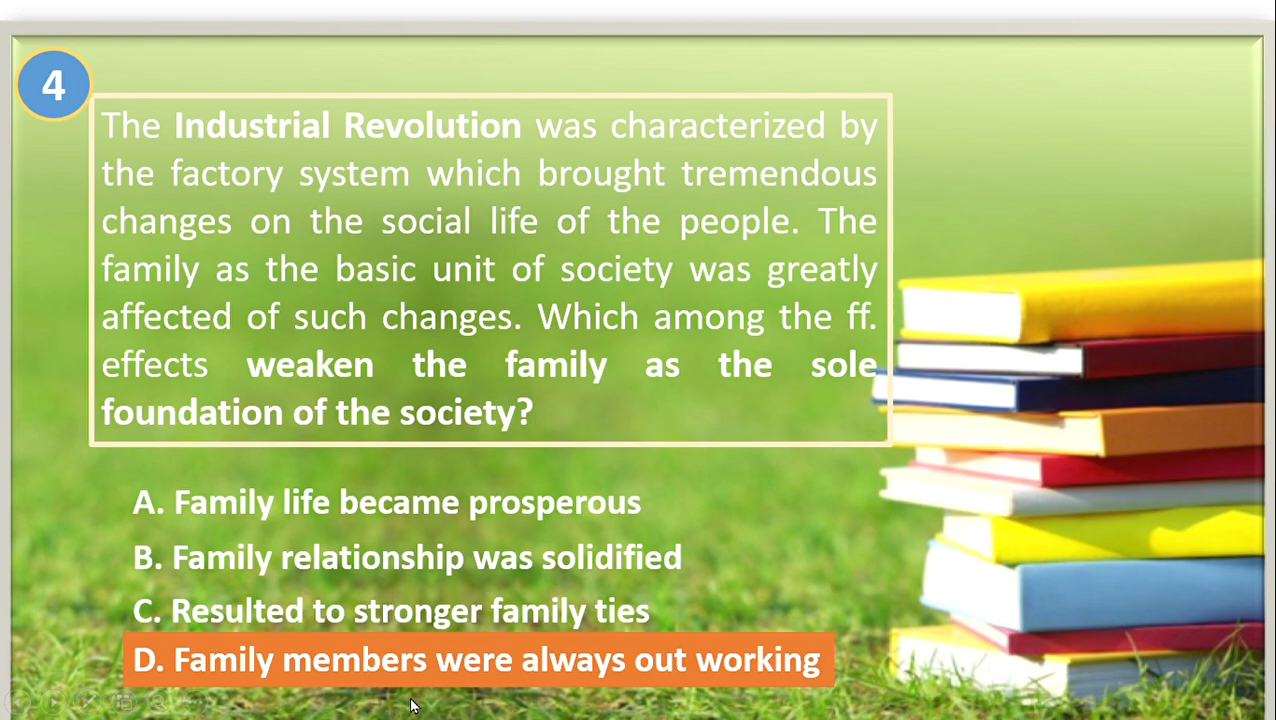 4
The Industrial Revolution was characterized by
the factory system which brought tremendous
changes on the social life of the people. The
family as the basic unit of society was greatly
affected of such changes. Which among the ff.
effects weaken the family as the sole
foundation of the society?
A. Family life became prosperous
B. Family relationship was solidified
C. Resulted to stronger family ties
D. Family members were always out working